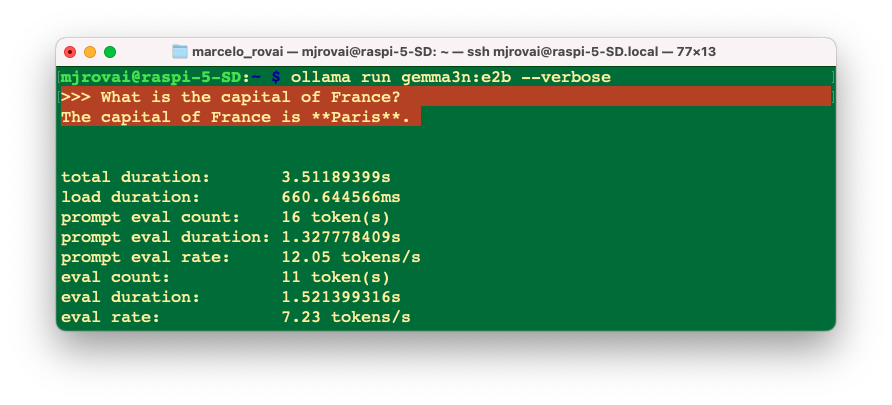 marcelo_rovai — mjrovai@raspi-5-SD: ~ — ssh mjrovai@raspi-5-SD.local — 77×13
[mjrovai@raspi-5-SD:~ $ ollama run gemma3n:e2b --verbose ]
[>>> What is the capital of France? ]
The capital of France is **Paris**.
total duration: 3.51189399s
load duration: 660.644566ms
prompt eval count: 16 token(s)
prompt eval duration: 1.327778409s
prompt eval rate: 12.05 tokens/s
eval count: 11 token(s)
eval duration: 1.521399316s
eval rate: 7.23 tokens/s